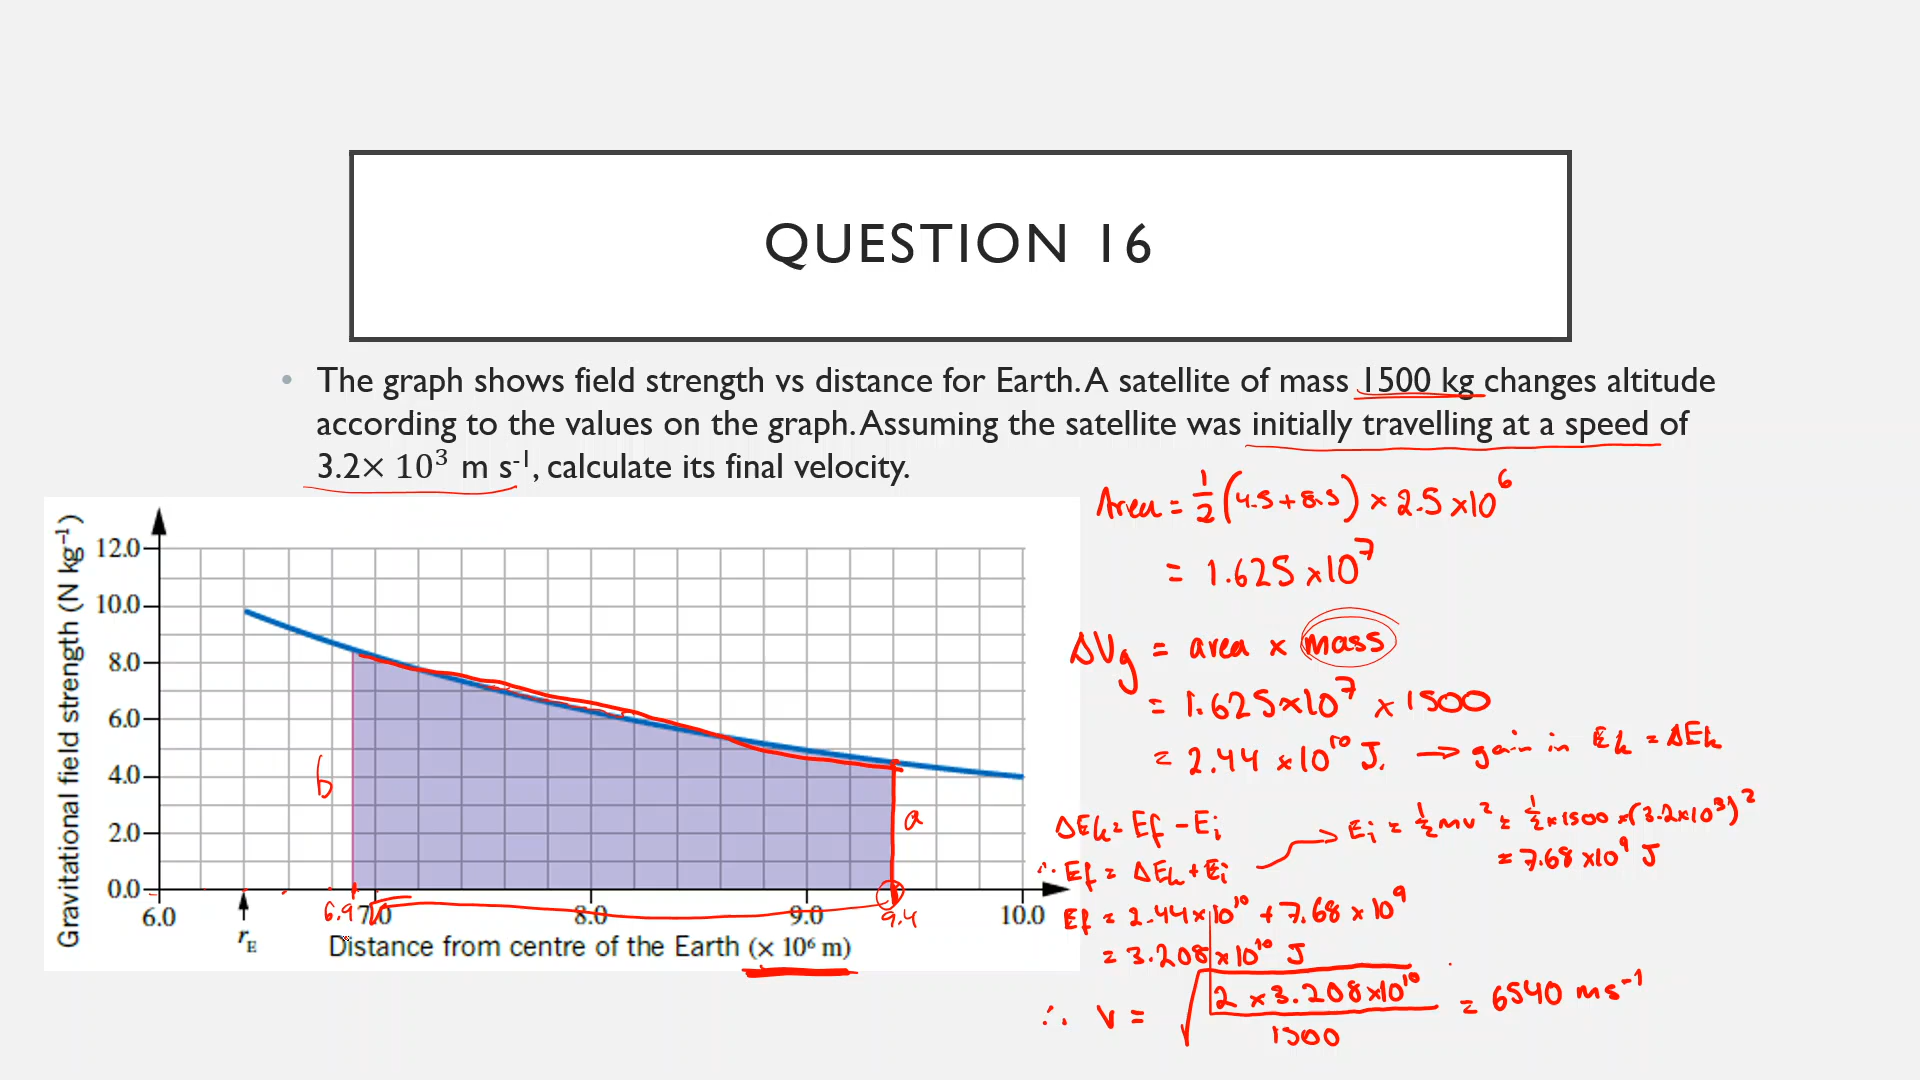 QUESTION 16
• The graph shows field strength vs distance for Earth. A satellite of mass 1500 kg changes altitude
according to the values on the graph. Assuming the satellite was initially travelling at a speed of
3.2× 10³ m s⁻¹, calculate its final velocity.
Gravitational field strength (N kg⁻¹)
12.0
10.0
8.0
6.0
4.0
2.0
0.0
b
a
6.0 6.9 7.0 8.0 9.0 9.4 10.0
rE
Distance from centre of the Earth (× 10⁶ m)
Area = 1/2 (4.5 + 8.5) × 2.5 × 10⁶
= 1.625 × 10⁷
ΔUg = area × mass
= 1.625 × 10⁷ × 1500
= 2.44 × 10¹⁰ J. → gain in Ek = ΔEk
ΔEk = Ef - Ei → Ei = 1/2 mv² = 1/2 × 1500 × (3.2×10³)²
= 7.68 × 10⁹ J
∴ Ef = ΔEk + Ei
Ef = 2.44 × 10¹⁰ + 7.68 × 10⁹
= 3.208 × 10¹⁰ J
∴ v = √(2 × 3.208 × 10¹⁰ / 1500) = 6540 ms⁻¹